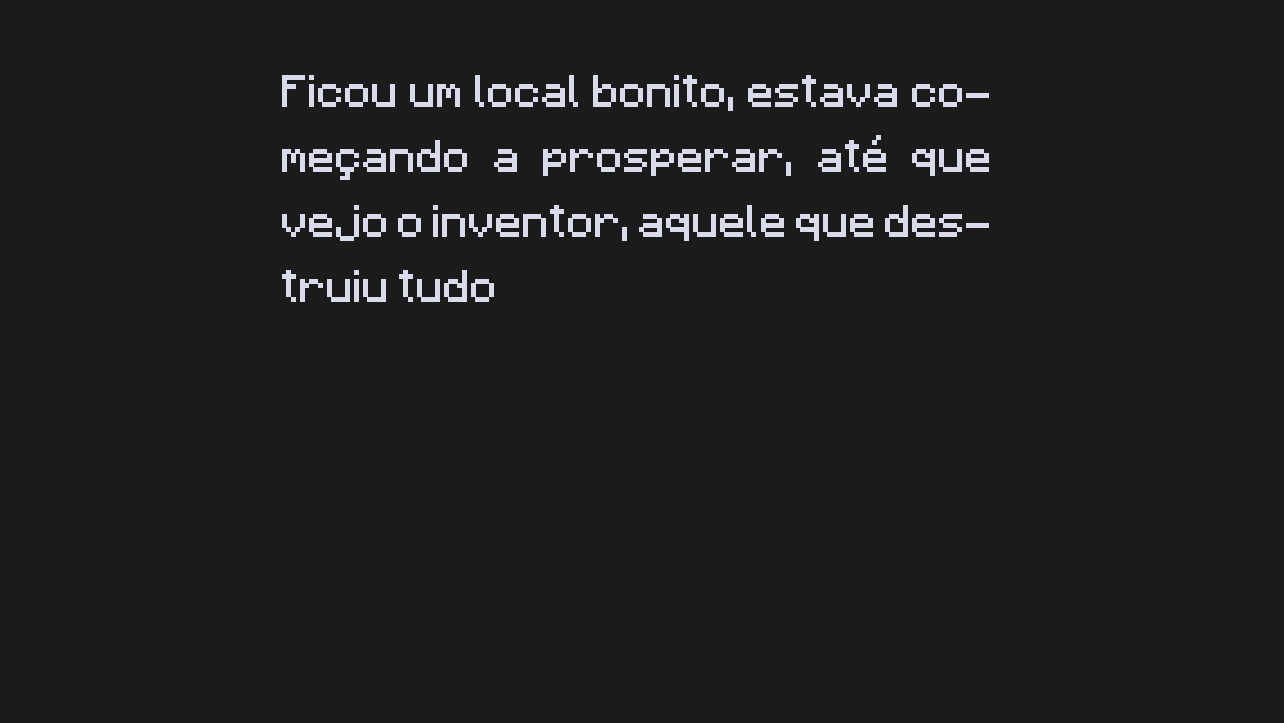 Ficou um local bonito, estava co-
meçando a prosperar, até que
vejo o inventor, aquele que des-
truiu tudo